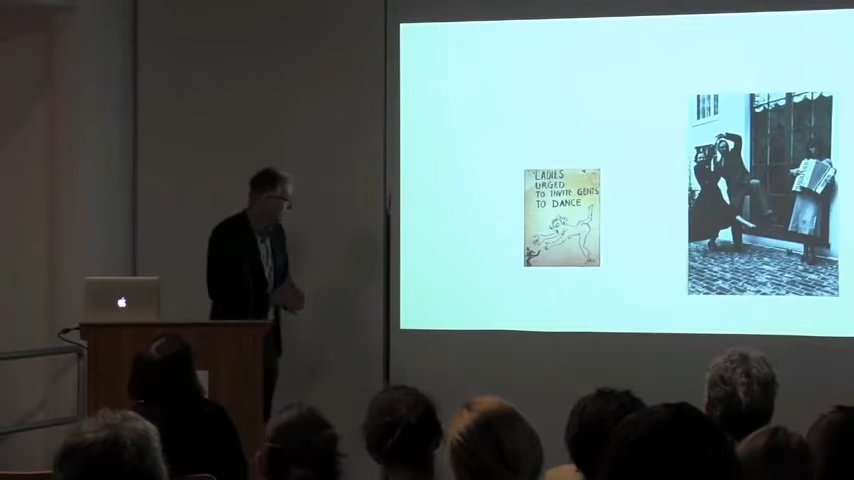 LADIES
URGED
TO INVITE GENTS
TO DANCE